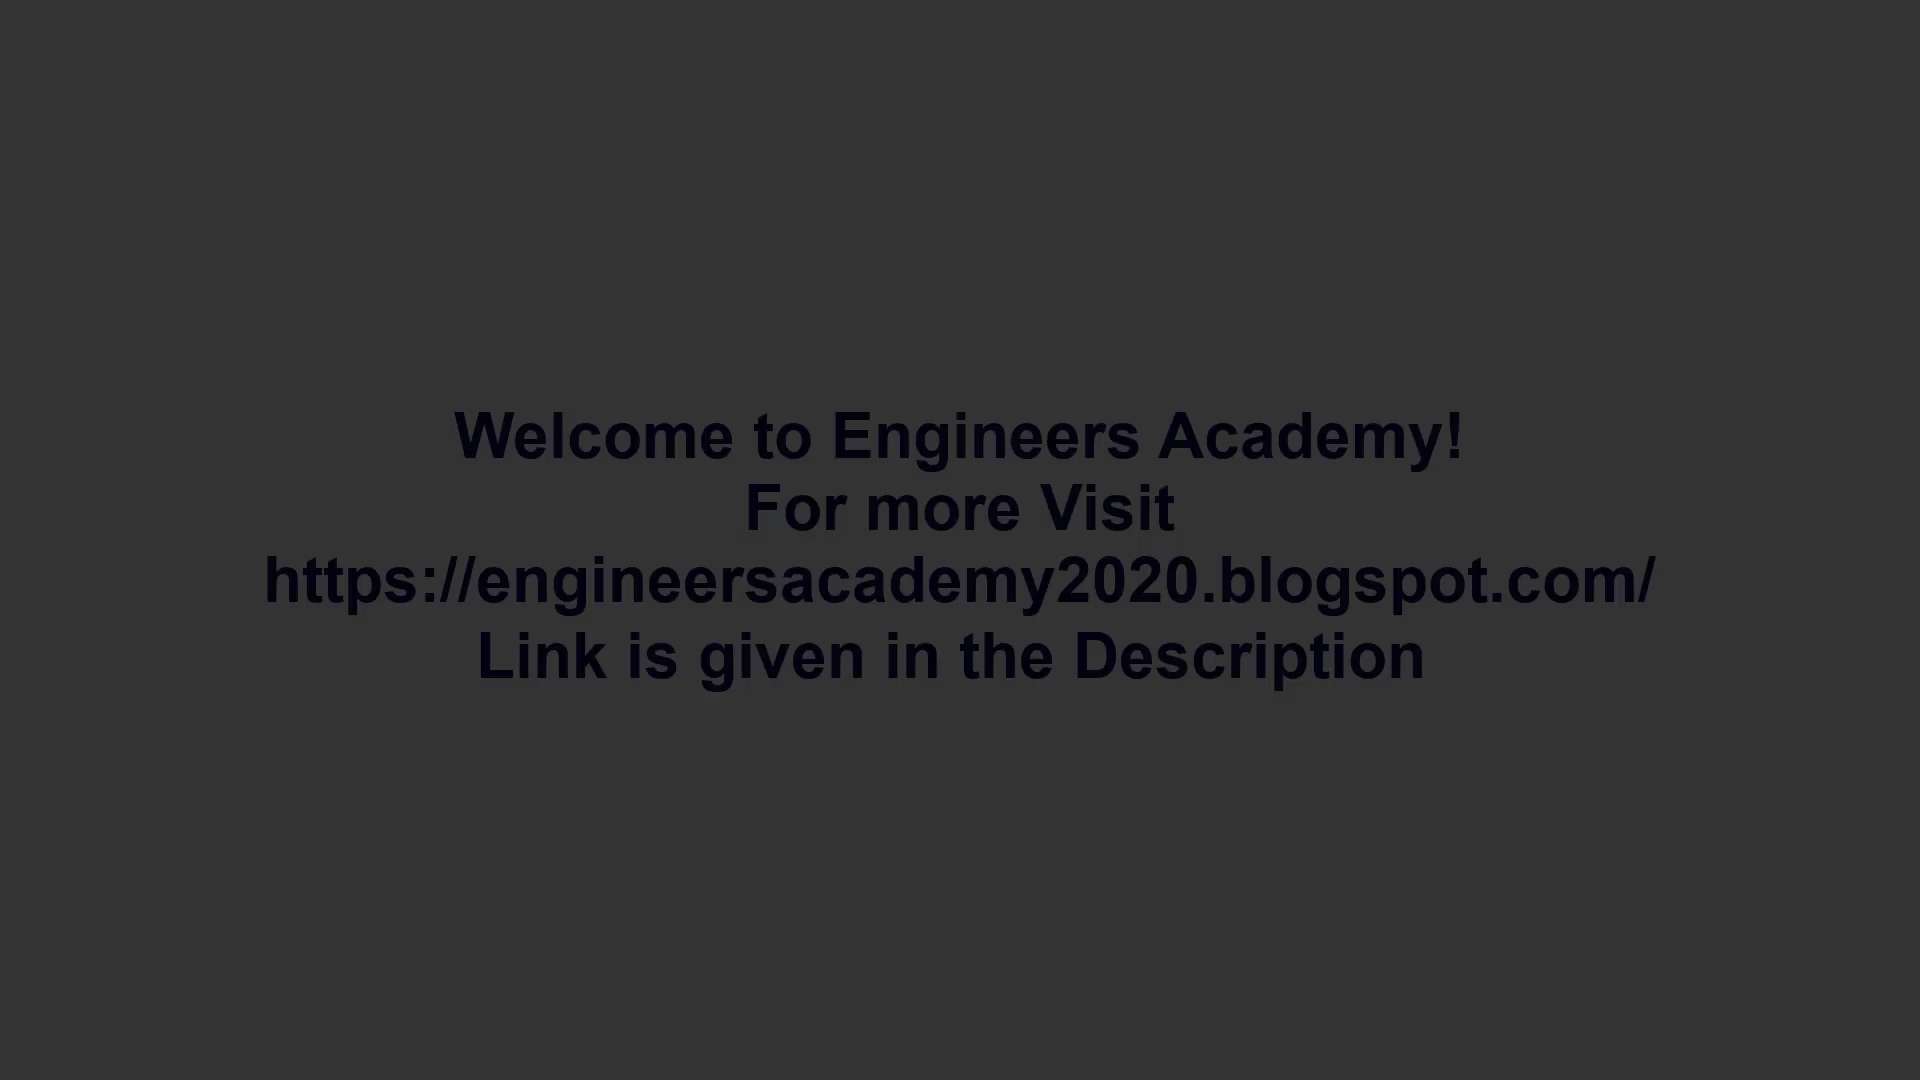 Welcome to Engineers Academy!
For more Visit
https://engineersacademy2020.blogspot.com/
Link is given in the Description